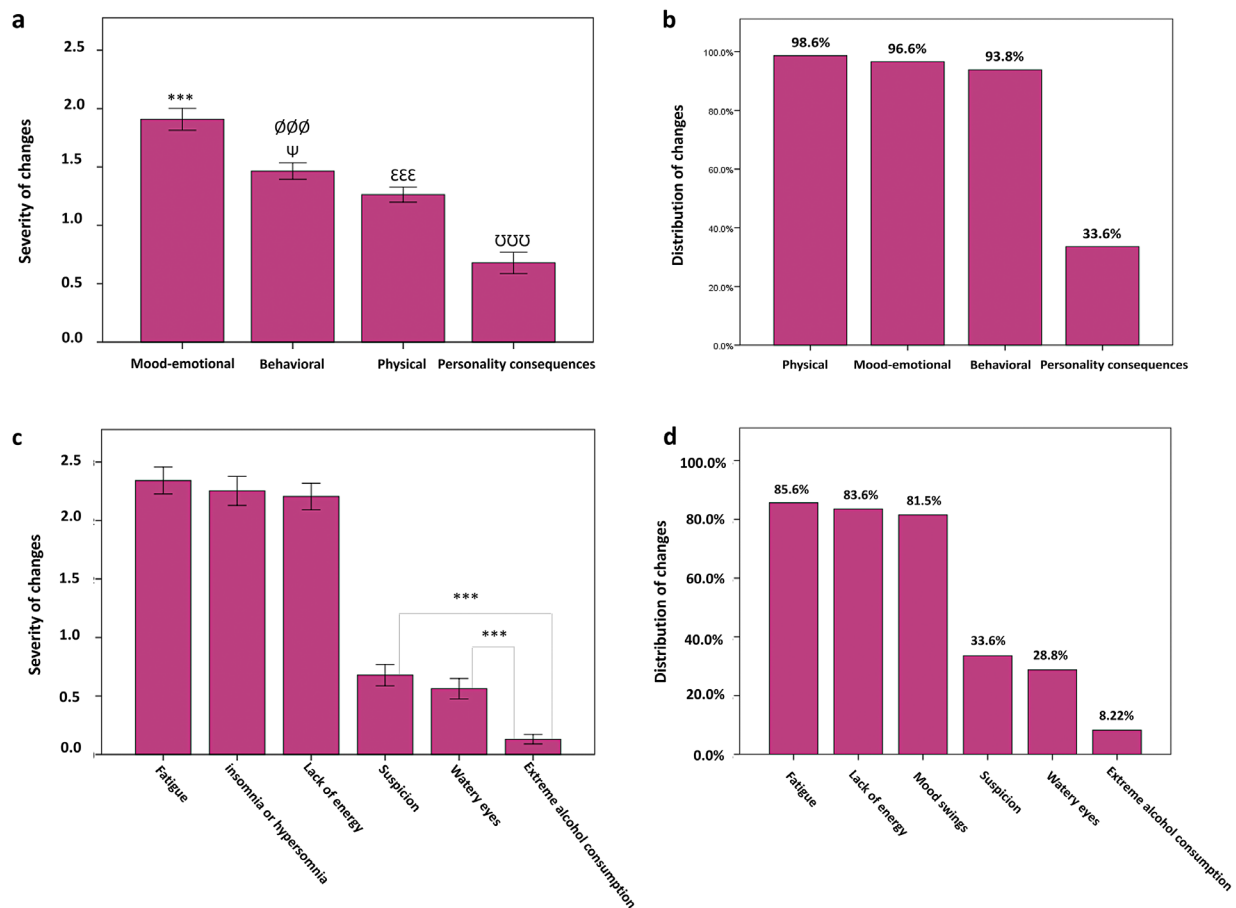 a
Severity of changes
2.5
2.0
1.5
1.0
0.5
0.0
***
ØØØ
Ψ
ƐƐƐ
ƱƱƱ
Mood-emotional
Behavioral
Physical
Personality consequences
b
Distribution of changes
100.0%
80.0%
60.0%
40.0%
20.0%
0.0%
98.6%
96.6%
93.8%
33.6%
Physical
Mood-emotional
Behavioral
Personality consequences
c
Severity of changes
2.5
2.0
1.5
1.0
0.5
0.0
***
***
Fatigue
insomnia or hypersomnia
Lack of energy
Suspicion
Watery eyes
Extreme alcohol consumption
d
Distribution of changes
100.0%
80.0%
60.0%
40.0%
20.0%
0.0%
85.6%
83.6%
81.5%
33.6%
28.8%
8.22%
Fatigue
Lack of energy
Mood swings
Suspicion
Watery eyes
Extreme alcohol consumption